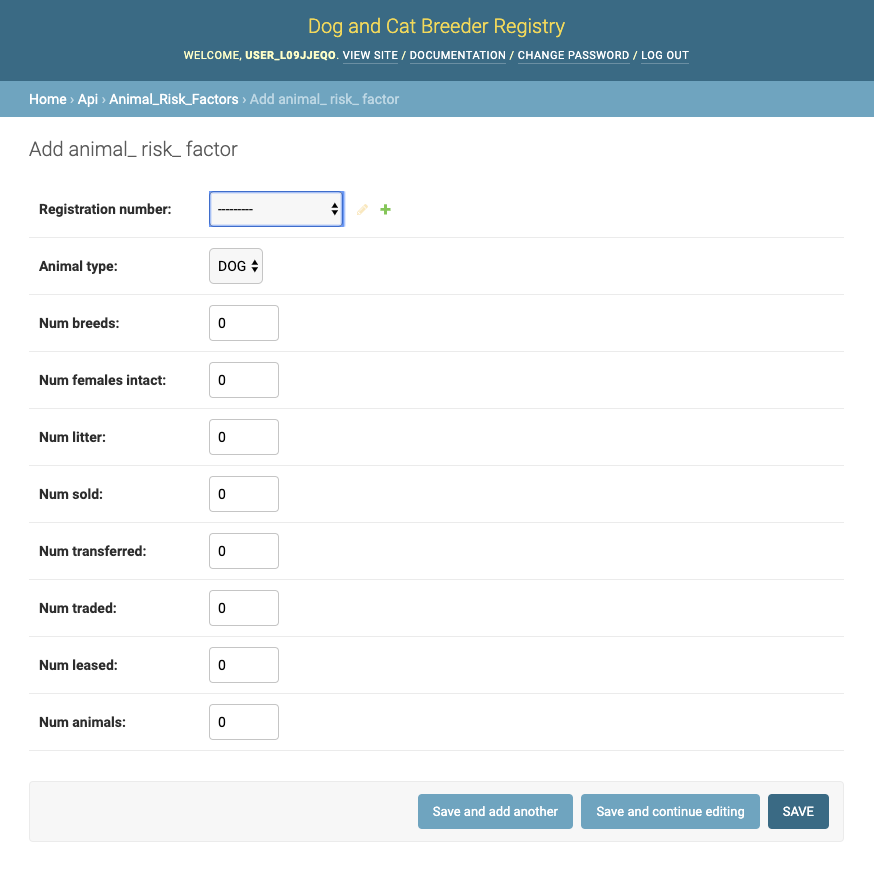 Dog and Cat Breeder Registry
WELCOME, USER_L09JJEQO. VIEW SITE / DOCUMENTATION / CHANGE PASSWORD / LOG OUT
Home › Api › Animal_Risk_Factors › Add animal_ risk_ factor
Add animal_ risk_ factor
Registration number: ---------
Animal type: DOG
Num breeds: 0
Num females intact: 0
Num litter: 0
Num sold: 0
Num transferred: 0
Num traded: 0
Num leased: 0
Num animals: 0
Save and add another Save and continue editing SAVE